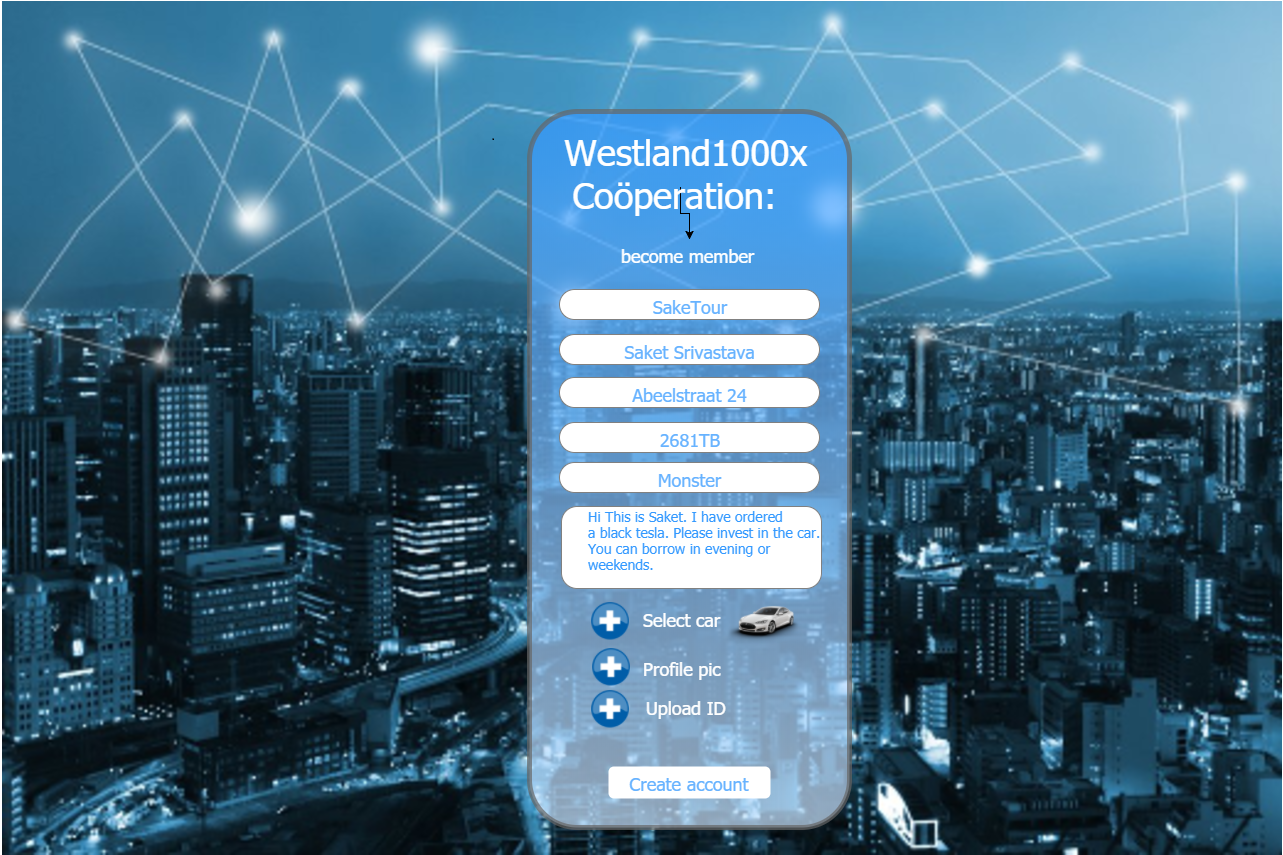 Westland1000x
Coöperation:
become member
SakeTour
Saket Srivastava
Abeelstraat 24
2681TB
Monster
Hi This is Saket. I have ordered
a black tesla. Please invest in the car.
You can borrow in evening or
weekends.
Select car
Profile pic
Upload ID
Create account